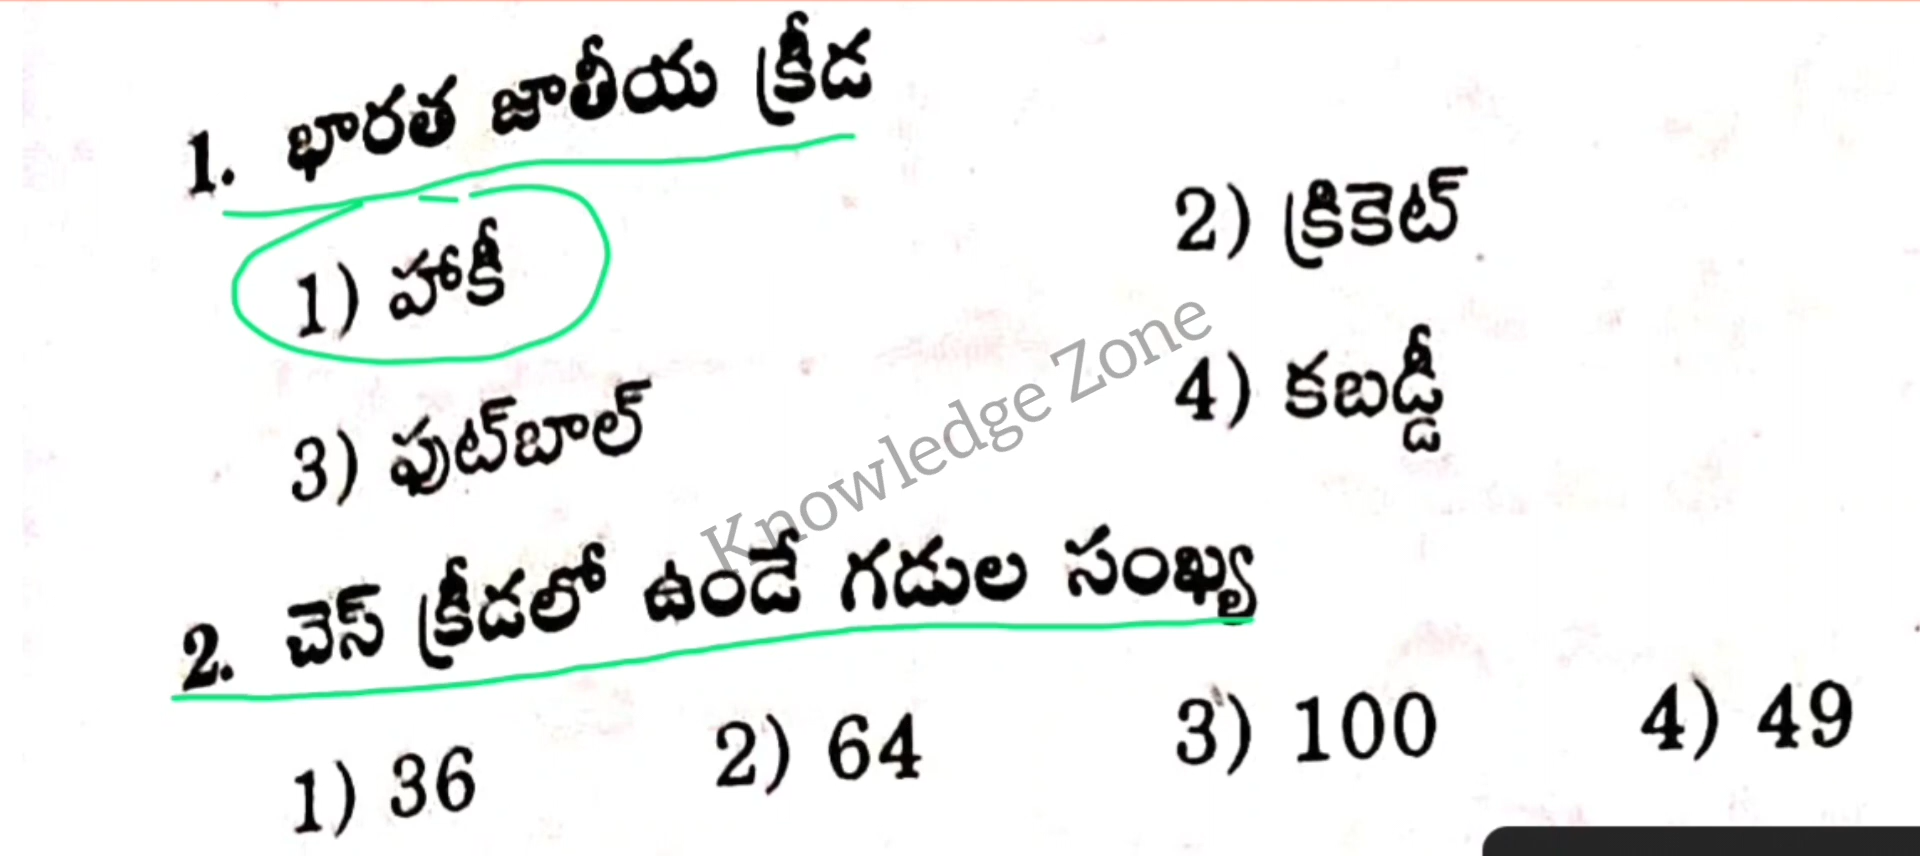 1. భారత జాతీయ క్రీడ
1) హాకీ 2) క్రికెట్
3) ఫుట్‌బాల్ 4) కబడ్డీ
Knowledge Zone
2. చెస్ క్రీడలో ఉండే గడుల సంఖ్య
1) 36 2) 64 3) 100 4) 49